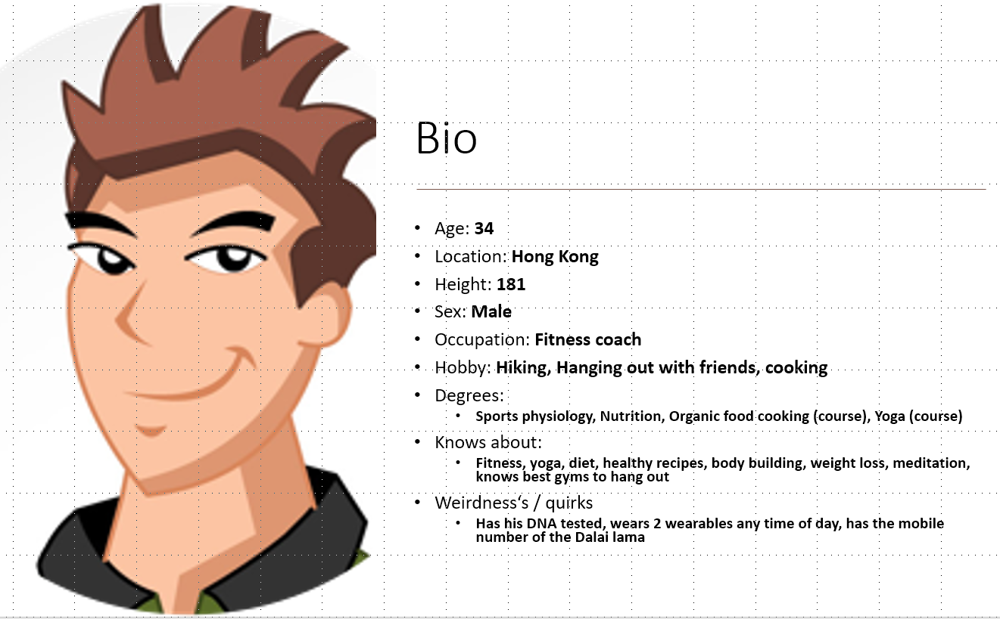 Bio
• Age: 34
• Location: Hong Kong
• Height: 181
• Sex: Male
• Occupation: Fitness coach
• Hobby: Hiking, Hanging out with friends, cooking
• Degrees:
• Sports physiology, Nutrition, Organic food cooking (course), Yoga (course)
• Knows about:
• Fitness, yoga, diet, healthy recipes, body building, weight loss, meditation,
knows best gyms to hang out
• Weirdness‘s / quirks
• Has his DNA tested, wears 2 wearables any time of day, has the mobile
number of the Dalai lama